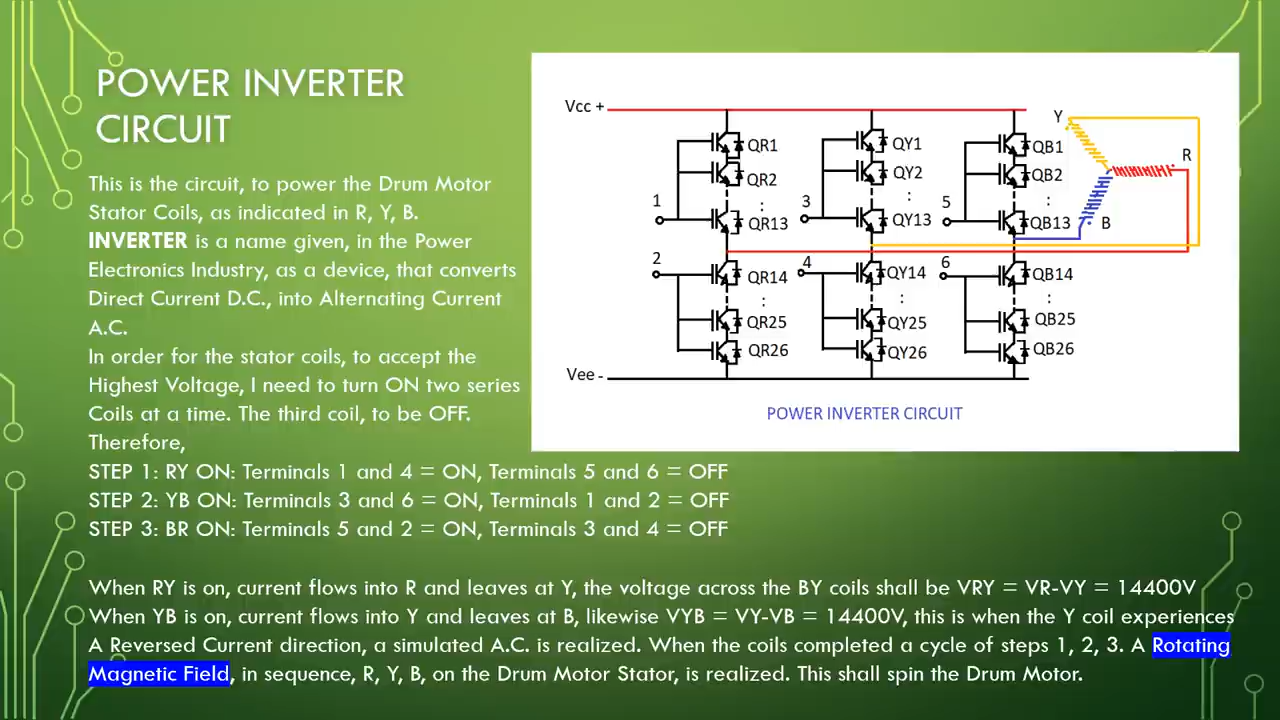 POWER INVERTER
CIRCUIT
This is the circuit, to power the Drum Motor
Stator Coils, as indicated in R, Y, B.
INVERTER is a name given, in the Power
Electronics Industry, as a device, that converts
Direct Current D.C., into Alternating Current
A.C.
In order for the stator coils, to accept the
Highest Voltage, I need to turn ON two series
Coils at a time. The third coil, to be OFF.
Therefore,
STEP 1: RY ON: Terminals 1 and 4 = ON, Terminals 5 and 6 = OFF
STEP 2: YB ON: Terminals 3 and 6 = ON, Terminals 1 and 2 = OFF
STEP 3: BR ON: Terminals 5 and 2 = ON, Terminals 3 and 4 = OFF
When RY is on, current flows into R and leaves at Y, the voltage across the BY coils shall be VRY = VR-VY = 14400V
When YB is on, current flows into Y and leaves at B, likewise VYB = VY-VB = 14400V, this is when the Y coil experiences
A Reversed Current direction, a simulated A.C. is realized. When the coils completed a cycle of steps 1, 2, 3. A Rotating
Magnetic Field, in sequence, R, Y, B, on the Drum Motor Stator, is realized. This shall spin the Drum Motor.
Vcc +
Y
QR1 QY1 QB1
R
QR2 QY2 QB2
: : :
1 3 5
QR13 QY13 QB13 B
2 4 6
QR14 QY14 QB14
: : :
QR25 QY25 QB25
QR26 QY26 QB26
Vee -
POWER INVERTER CIRCUIT